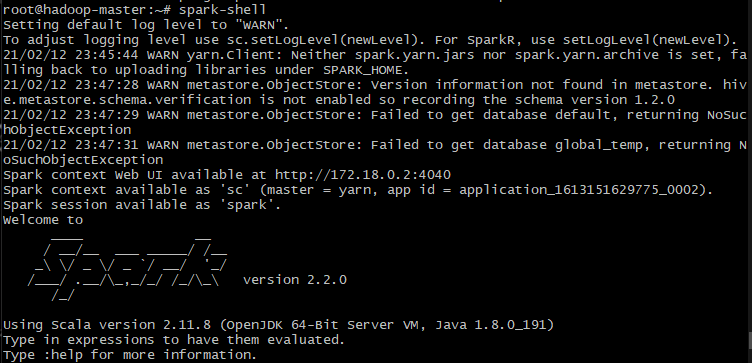 root@hadoop-master:~# spark-shell
Setting default log level to "WARN".
To adjust logging level use sc.setLogLevel(newLevel). For SparkR, use setLogLevel(newLevel).
21/02/12 23:45:44 WARN yarn.Client: Neither spark.yarn.jars nor spark.yarn.archive is set, fa
lling back to uploading libraries under SPARK_HOME.
21/02/12 23:47:28 WARN metastore.ObjectStore: Version information not found in metastore. hiv
e.metastore.schema.verification is not enabled so recording the schema version 1.2.0
21/02/12 23:47:29 WARN metastore.ObjectStore: Failed to get database default, returning NoSuc
hObjectException
21/02/12 23:47:31 WARN metastore.ObjectStore: Failed to get database global_temp, returning N
oSuchObjectException
Spark context Web UI available at http://172.18.0.2:4040
Spark context available as 'sc' (master = yarn, app id = application_1613151629775_0002).
Spark session available as 'spark'.
Welcome to
      ____              __
     / __/__  ___ _____/ /__
    _\ \/ _ \/ _ `/ __/  '_/
   /___/ .__/\_,_/_/ /_/\_\   version 2.2.0
      /_/
Using Scala version 2.11.8 (OpenJDK 64-Bit Server VM, Java 1.8.0_191)
Type in expressions to have them evaluated.
Type :help for more information.